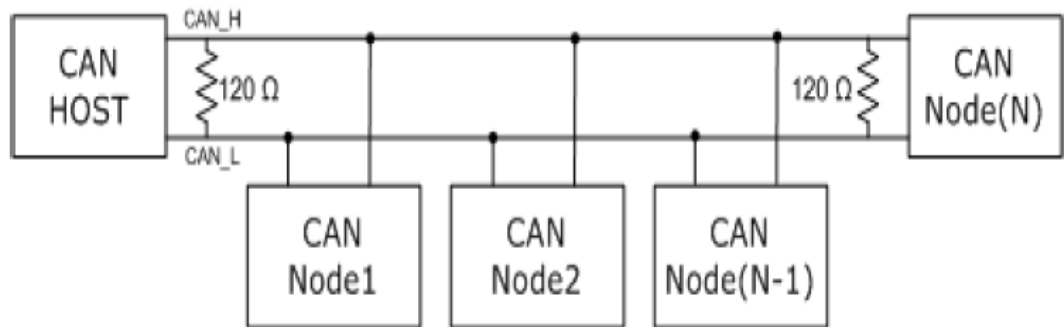 CAN_H
CAN
HOST
120 Ω
120 Ω
CAN
Node(N)
CAN_L
CAN
Node1
CAN
Node2
CAN
Node(N-1)